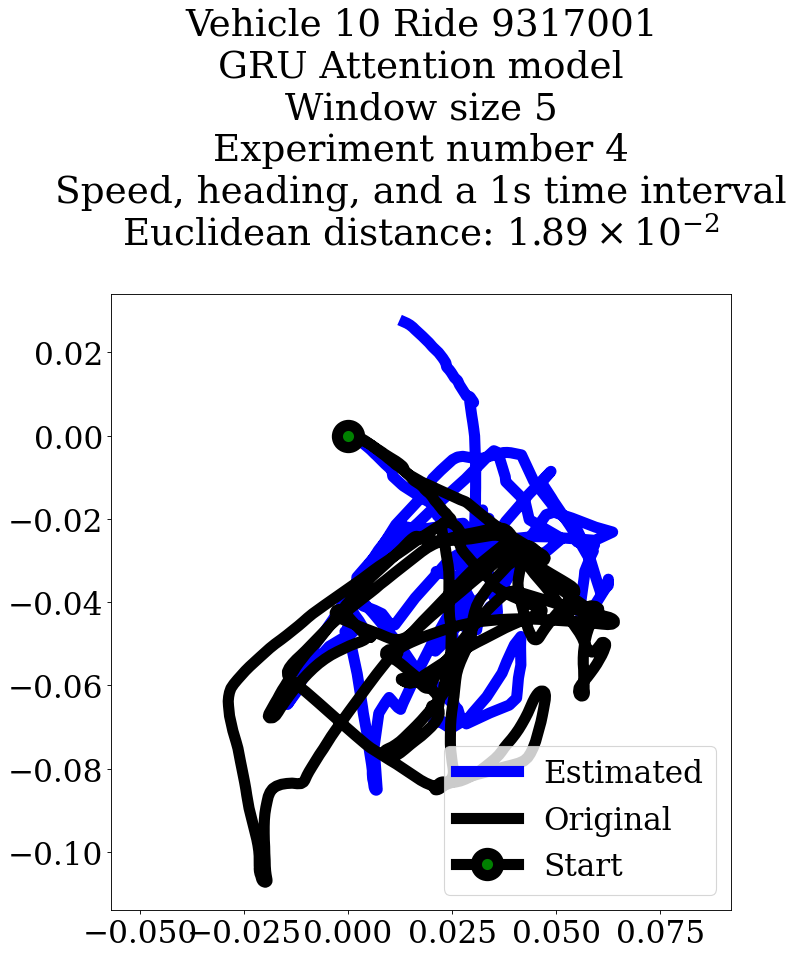 Vehicle 10 Ride 9317001
GRU Attention model
Window size 5
Experiment number 4
Speed, heading, and a 1s time interval
Euclidean distance: 1.89 × 10⁻²
0.02
0.00
−0.02
−0.04
−0.06
−0.08
−0.10
Estimated
Original
Start
−0.050 −0.025 0.000 0.025 0.050 0.075